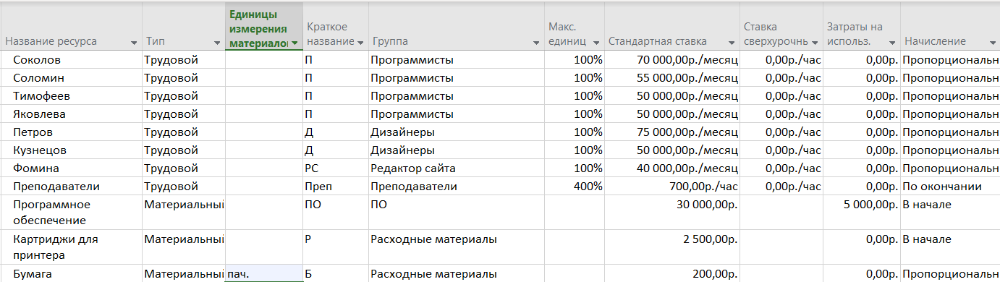 Название ресурса Тип Единицы измерения материалов Краткое название Группа Макс. единиц Стандартная ставка Ставка сверхурочнь Затраты на использ. Начисление
Соколов Трудовой П Программисты 100% 70 000,00р./месяц 0,00р./час 0,00р. Пропорциональн
Соломин Трудовой П Программисты 100% 55 000,00р./месяц 0,00р./час 0,00р. Пропорциональн
Тимофеев Трудовой П Программисты 100% 50 000,00р./месяц 0,00р./час 0,00р. Пропорциональн
Яковлева Трудовой П Программисты 100% 50 000,00р./месяц 0,00р./час 0,00р. Пропорциональн
Петров Трудовой Д Дизайнеры 100% 75 000,00р./месяц 0,00р./час 0,00р. Пропорциональн
Кузнецов Трудовой Д Дизайнеры 100% 50 000,00р./месяц 0,00р./час 0,00р. Пропорциональн
Фомина Трудовой РС Редактор сайта 100% 40 000,00р./месяц 0,00р./час 0,00р. Пропорциональн
Преподаватели Трудовой Преп Преподаватели 400% 700,00р./час 0,00р./час 0,00р. По окончании
Программное обеспечение Материальный ПО ПО 30 000,00р. 5 000,00р. В начале
Картриджи для принтера Материальный Р Расходные материалы 2 500,00р. 0,00р. В начале
Бумага Материальный пач. Б Расходные материалы 200,00р. 0,00р. Пропорциональн